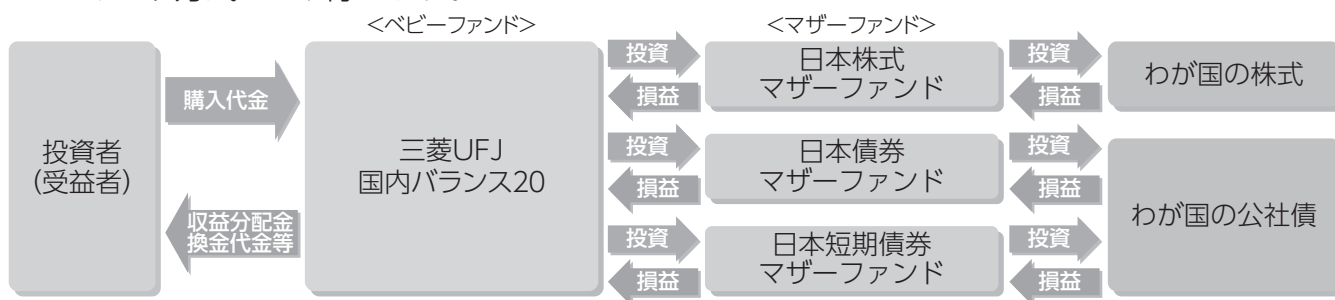 <ベビーファンド>
<マザーファンド>
投資者
(受益者)
購入代金
収益分配金
換金代金等
三菱UFJ
国内バランス20
投資
損益
日本株式
マザーファンド
投資
損益
わが国の株式
投資
損益
日本債券
マザーファンド
投資
損益
投資
損益
日本短期債券
マザーファンド
投資
損益
わが国の公社債